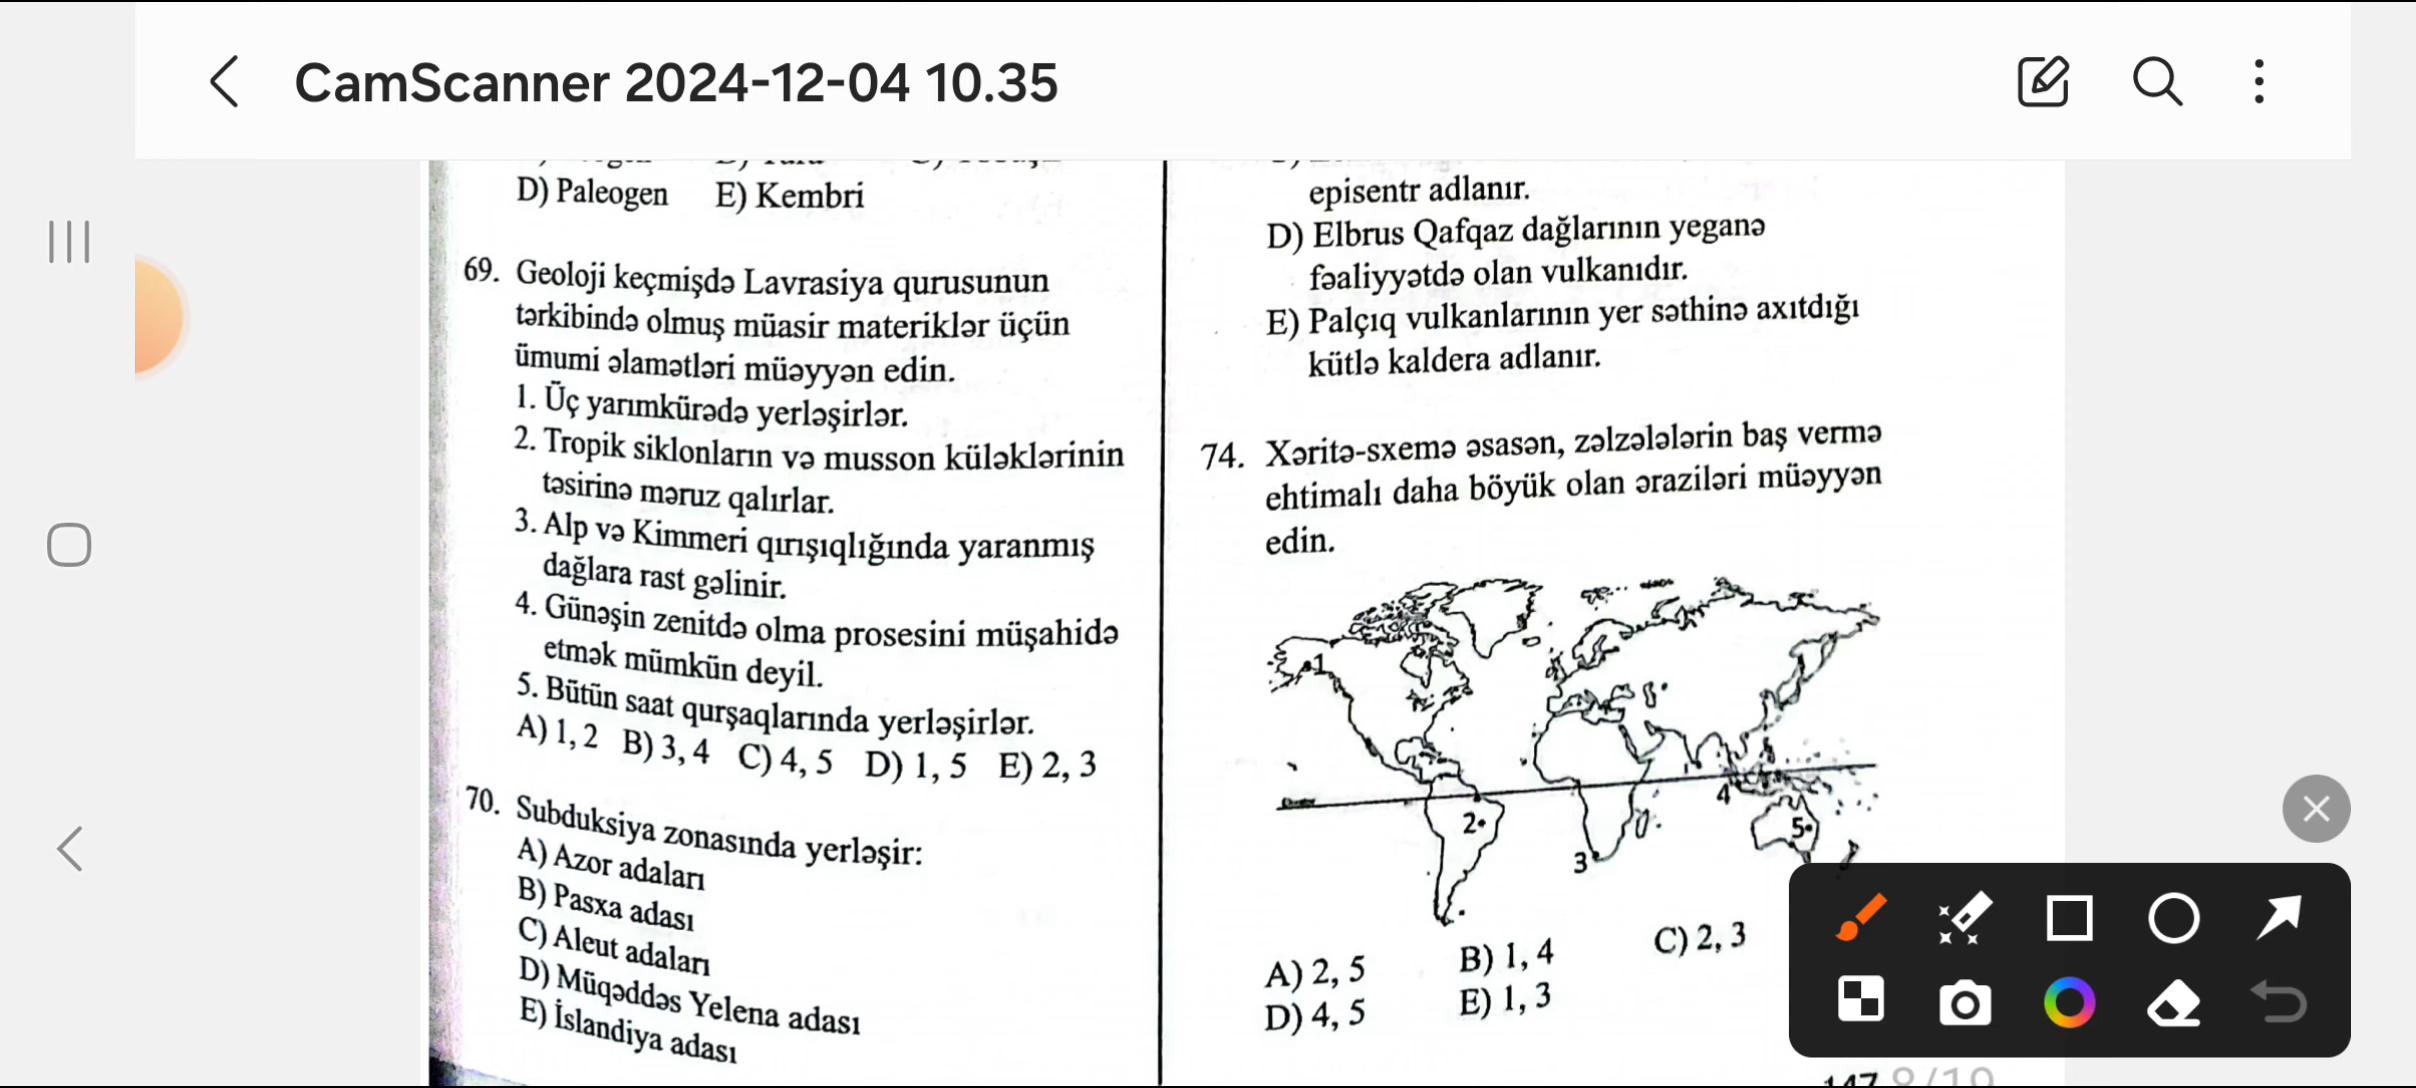 CamScanner 2024-12-04 10.35
D) Paleogen E) Kembri
69. Geoloji keçmişdə Lavrasiya qurusunun
tərkibində olmuş müasir materiklər üçün
ümumi əlamətləri müəyyən edin.
1. Üç yarımkürədə yerləşirlər.
2. Tropik siklonların və musson küləklərinin
təsirinə məruz qalırlar.
3. Alp və Kimmeri qırışıqlığında yaranmış
dağlara rast gəlinir.
4. Günəşin zenitdə olma prosesini müşahidə
etmək mümkün deyil.
5. Bütün saat qurşaqlarında yerləşirlər.
A) 1, 2 B) 3, 4 C) 4, 5 D) 1, 5 E) 2, 3
70. Subduksiya zonasında yerləşir:
A) Azor adaları
B) Pasxa adası
C) Aleut adaları
D) Müqəddəs Yelena adası
E) İslandiya adası
episentr adlanır.
D) Elbrus Qafqaz dağlarının yeganə
fəaliyyətdə olan vulkanıdır.
E) Palçıq vulkanlarının yer səthinə axıtdığı
kütlə kaldera adlanır.
74. Xəritə-sxemə əsasən, zəlzələlərin baş vermə
ehtimalı daha böyük olan əraziləri müəyyən
edin.
1
2
3
4
5
A) 2, 5 B) 1, 4 C) 2, 3
D) 4, 5 E) 1, 3